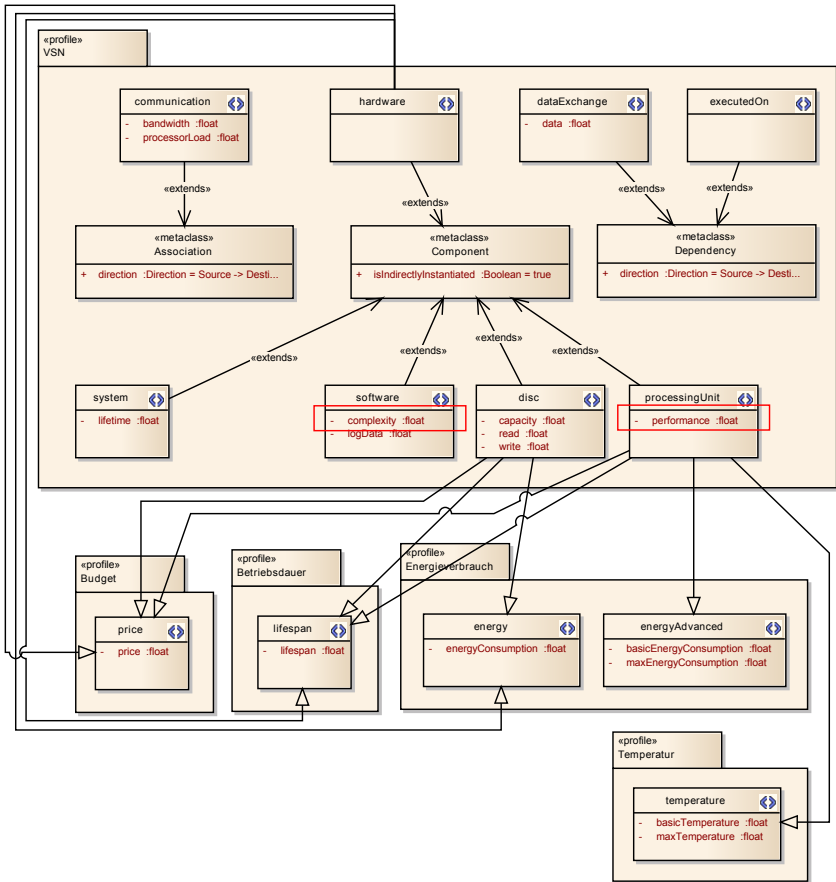 «profile»
VSN
communication
- bandwidth :float
- processorLoad :float
hardware
dataExchange
- data :float
executedOn
«extends»
«extends»
«extends»
«extends»
«metaclass»
Association
+ direction :Direction = Source -> Desti...
«metaclass»
Component
+ isIndirectlyInstantiated :Boolean = true
«metaclass»
Dependency
+ direction :Direction = Source -> Desti...
«extends»
«extends»
«extends»
«extends»
system
- lifetime :float
software
- complexity :float
- logData :float
disc
- capacity :float
- read :float
- write :float
processingUnit
- performance :float
«profile»
Budget
price
- price :float
«profile»
Betriebsdauer
lifespan
- lifespan :float
«profile»
Energieverbrauch
energy
- energyConsumption :float
energyAdvanced
- basicEnergyConsumption :float
- maxEnergyConsumption :float
«profile»
Temperatur
temperature
- basicTemperature :float
- maxTemperature :float